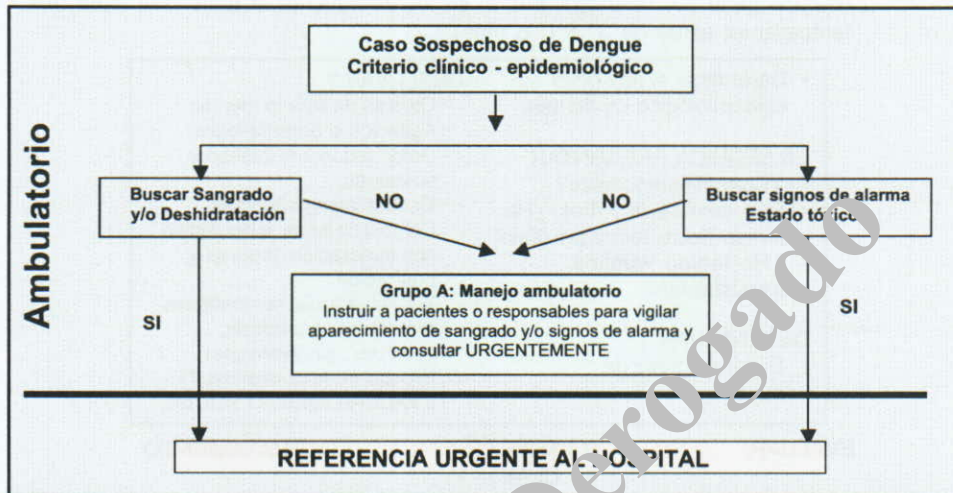 Caso Sospechoso de Dengue
Criterio clínico - epidemiológico
Ambulatorio
Buscar Sangrado
y/o Deshidratación
NO
NO
Buscar signos de alarma
Estado tóxico
Grupo A: Manejo ambulatorio
Instruir a pacientes o responsables para vigilar
aparecimiento de sangrado y/o signos de alarma y
consultar URGENTEMENTE
SI
SI
REFERENCIA URGENTE AL HOSPITAL
Derogado